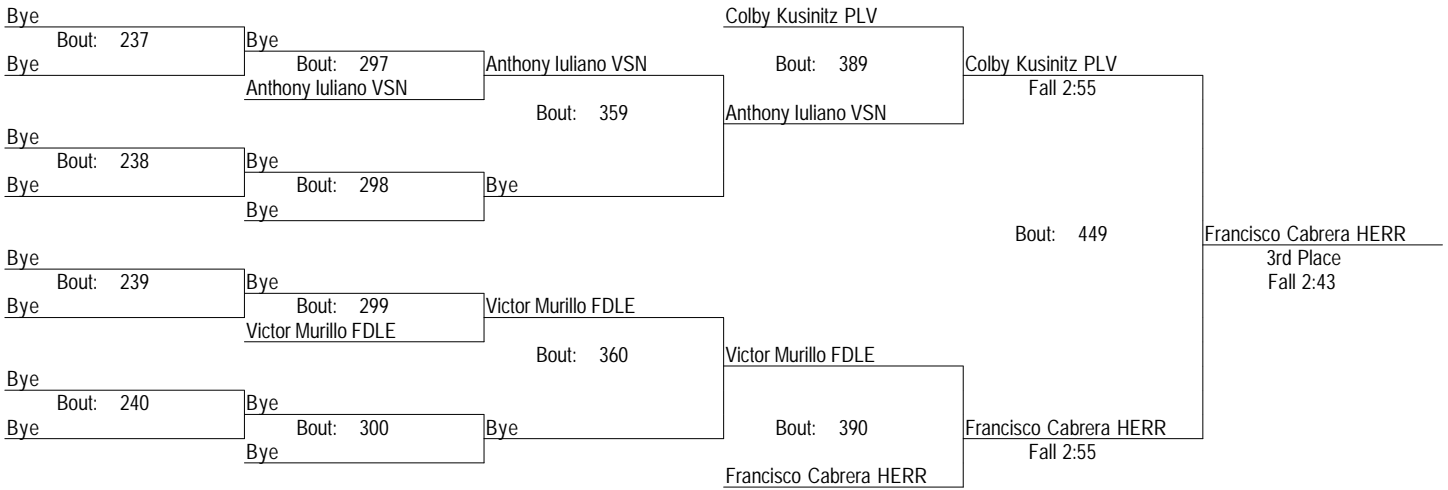 Bye
Colby Kusinitz PLV
Bout: 237
Bye
Bye
Bout: 297
Anthony Iuliano VSN
Bout: 389
Colby Kusinitz PLV
Anthony Iuliano VSN
Fall 2:55
Bout: 359
Anthony Iuliano VSN
Bye
Bout: 238
Bye
Bye
Bout: 298
Bye
Bye
Bout: 449
Francisco Cabrera HERR
Bye
3rd Place
Bout: 239
Bye
Fall 2:43
Bye
Bout: 299
Victor Murillo FDLE
Victor Murillo FDLE
Bout: 360
Victor Murillo FDLE
Bye
Bout: 240
Bye
Bye
Bout: 300
Bye
Bout: 390
Francisco Cabrera HERR
Bye
Fall 2:55
Francisco Cabrera HERR